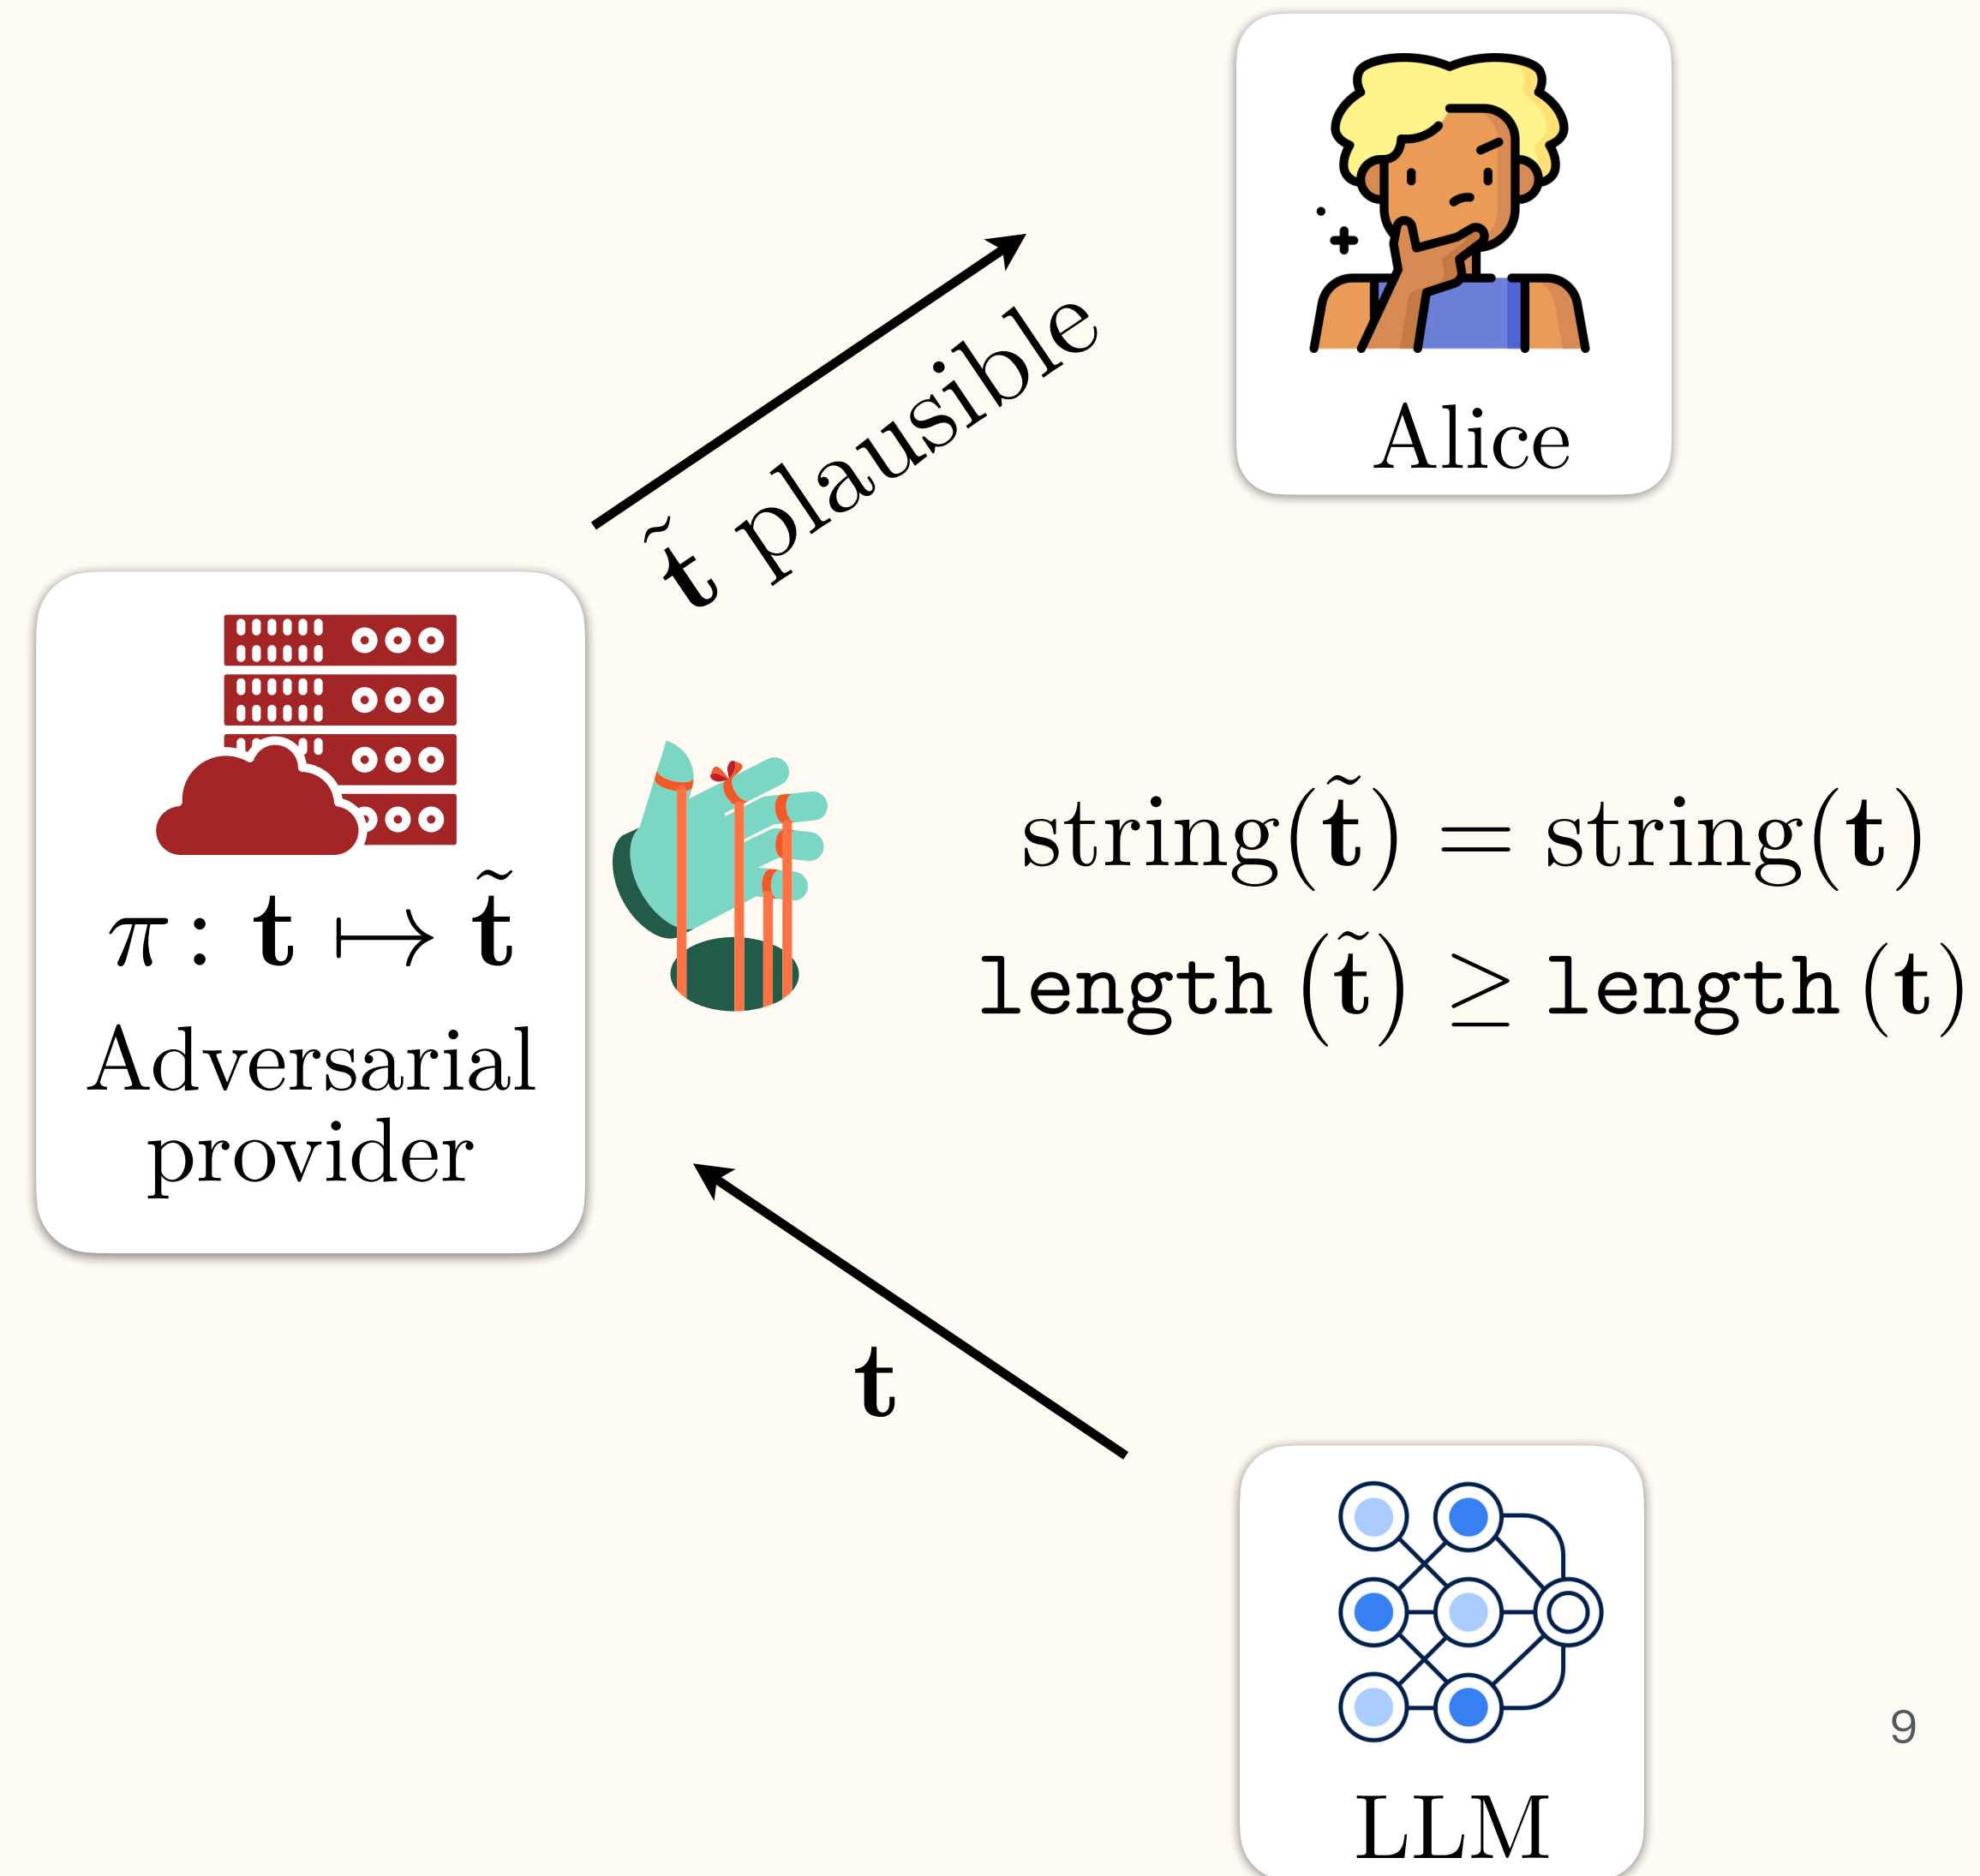 Alice
t̃ plausible
π : t ↦ t̃
Adversarial
provider
string(t̃) = string(t)
length(t̃) ≥ length(t)
t
LLM
9